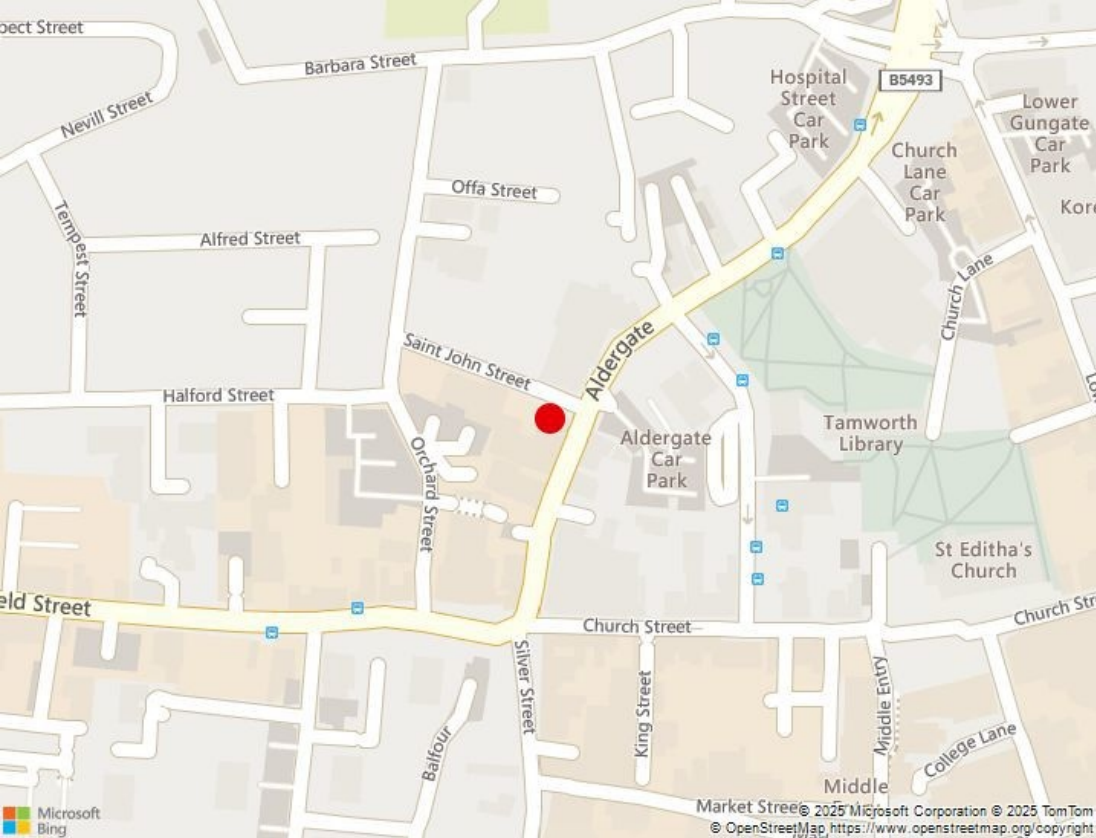 pect Street
Barbara Street
Nevill Street
Hospital
Street
Car
Park
B5493
Lower
Gungate
Car
Park
Church
Lane
Car
Park
Kore
Offa Street
Tempest Street
Alfred Street
Church Lane
Saint John Street
Aldergate
Halford Street
Aldergate
Car
Park
Tamworth
Library
Orchard Street
St Editha's
Church
eld Street
Church Street
Church Str
Silver Street
King Street
Middle Entry
Balfour
College Lane
Middle
Market Street
Microsoft
Bing
© 2025 Microsoft Corporation © 2025 TomTom
© OpenStreetMap https://www.openstreetmap.org/copyright